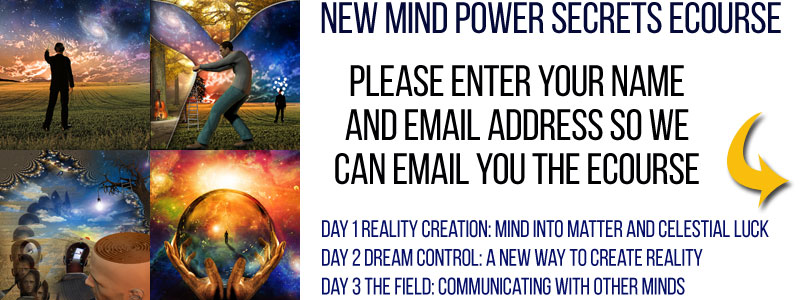 NEW MIND POWER SECRETS ECOURSE
PLEASE ENTER YOUR NAME
AND EMAIL ADDRESS SO WE
CAN EMAIL YOU THE ECOURSE
DAY 1 REALITY CREATION: MIND INTO MATTER AND CELESTIAL LUCK
DAY 2 DREAM CONTROL: A NEW WAY TO CREATE REALITY
DAY 3 THE FIELD: COMMUNICATING WITH OTHER MINDS